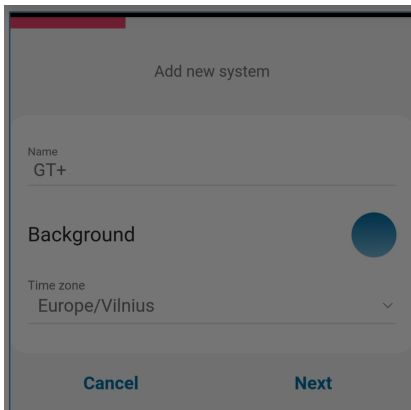 Add new system
Name
GT+
Background
Time zone
Europe/Vilnius
Cancel Next